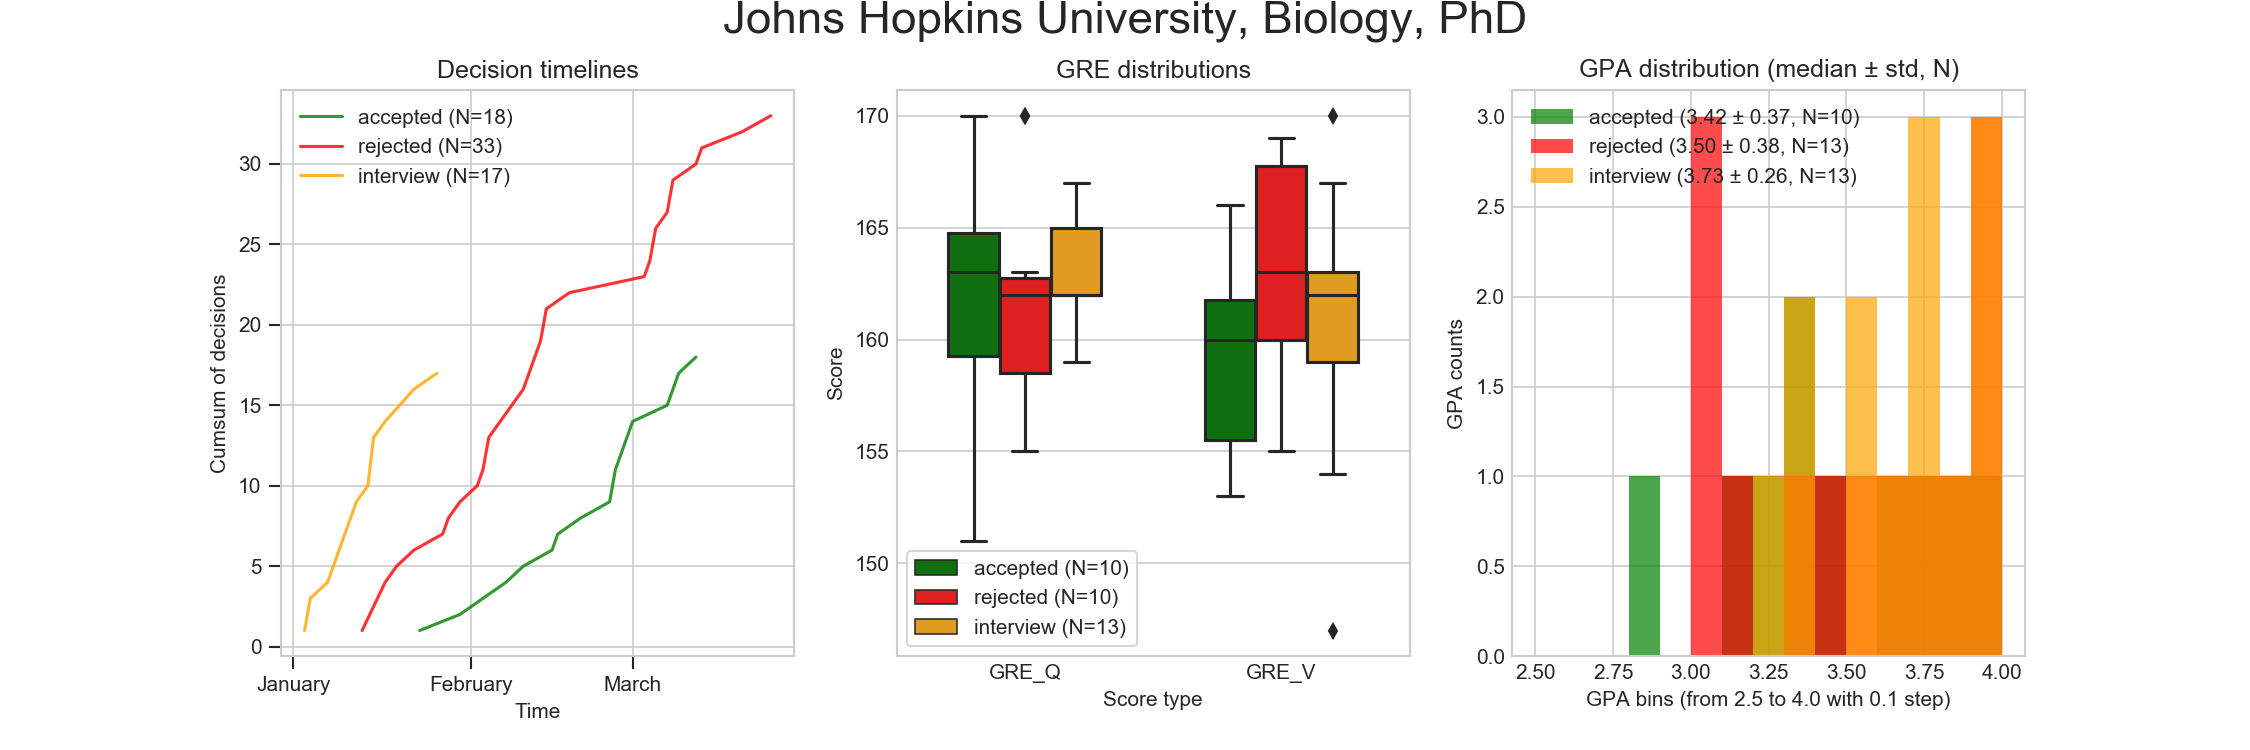 Johns Hopkins University, Biology, PhD
Decision timelines
accepted (N=18)
rejected (N=33)
interview (N=17)
30
25
20
15
10
5
0
Cumsum of decisions
January February March
Time
GRE distributions
170
165
160
155
150
Score
accepted (N=10)
rejected (N=10)
interview (N=13)
GRE_Q GRE_V
Score type
GPA distribution (median ± std, N)
accepted (3.42 ± 0.37, N=10)
rejected (3.50 ± 0.38, N=13)
interview (3.73 ± 0.26, N=13)
3.0
2.5
2.0
1.5
1.0
0.5
0.0
GPA counts
2.50 2.75 3.00 3.25 3.50 3.75 4.00
GPA bins (from 2.5 to 4.0 with 0.1 step)